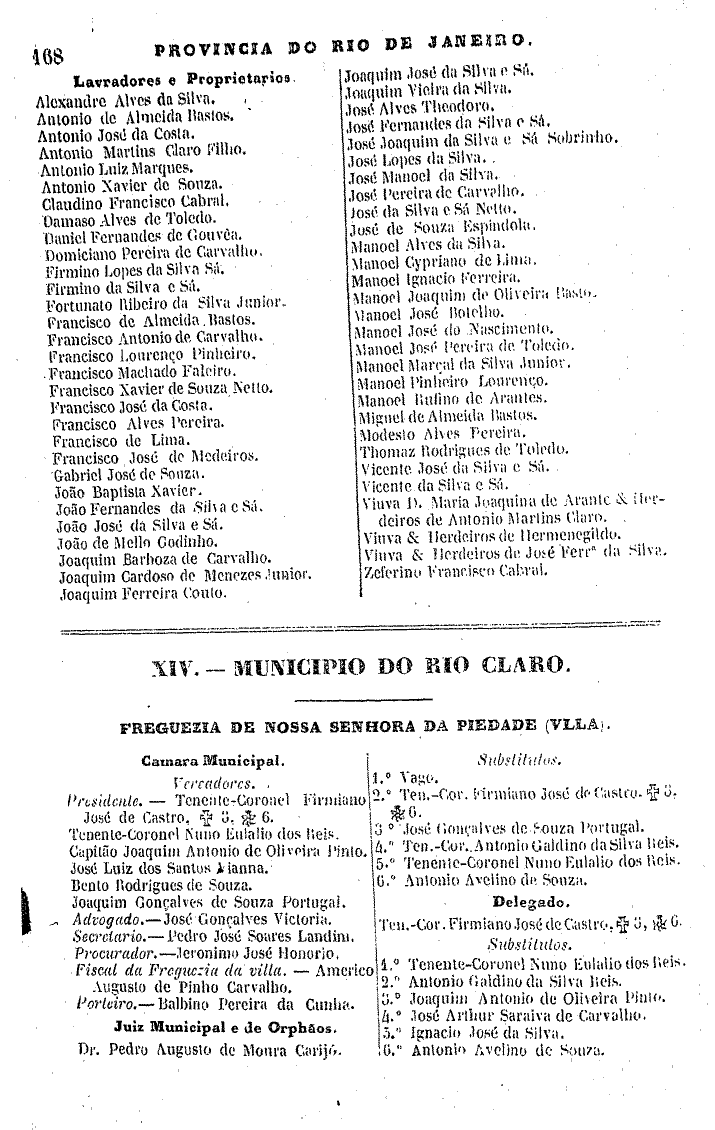 168
PROVINCIA DO RIO DE JANEIRO.
Lavradores e Proprietarios.
Alexandre Alves da Silva.
Antonio de Almeida Bastos.
Antonio José da Costa.
Antonio Martins Claro Filho.
Antonio Luiz Marques.
Antonio Xavier de Souza.
Claudino Francisco Cabral.
Damaso Alves de Toledo.
Daniel Fernandes de Gouvêa.
Domiciano Pereira de Carvalho.
Firmino Lopes da Silva Sá.
Firmino da Silva e Sá.
Fortunato Ribeiro da Silva Junior.
Francisco de Almeida Bastos.
Francisco Antonio de Carvalho.
Francisco Lourenço Pinheiro.
Francisco Machado Faleiro.
Francisco Xavier de Souza Netto.
Francisco José da Costa.
Francisco Alves Pereira.
Francisco de Lima.
Francisco José de Medeiros.
Gabriel José de Souza.
João Baptista Xavier.
João Fernandes da Silva e Sá.
João José da Silva e Sá.
João de Mello Godinho.
Joaquim Barboza de Carvalho.
Joaquim Cardoso de Menezes Junior.
Joaquim Ferreira Couto.
Joaquim José da Silva e Sá.
Joaquim Vieira da Silva.
José Alves Theodoro.
José Fernandes da Silva e Sá.
José Joaquim da Silva e Sá Sobrinho.
José Lopes da Silva.
José Manoel da Silva.
José Pereira de Carvalho.
José da Silva e Sá Netto.
José de Souza Espindola.
Manoel Alves da Silva.
Manoel Cypriano de Lima.
Manoel Ignacio Ferreira.
Manoel Joaquim de Oliveira Basto.
Manoel José Botelho.
Manoel José do Nascimento.
Manoel José Pereira de Toledo.
Manoel Marçal da Silva Junior.
Manoel Pinheiro Lourenço.
Manoel Rufino de Arantes.
Miguel de Almeida Bastos.
Modesto Alves Pereira.
Thomaz Rodrigues de Toledo.
Vicente José da Silva e Sá.
Vicente da Silva e Sá.
Viuva D. Maria Joaquina de Arante & Her-
deiros de Antonio Martins Claro.
Viuva & Herdeiros de Hermenegildo.
Viuva & Herdeiros de José Ferrª da Silva.
Zeferino Francisco Cabral.
XIV. — MUNICIPIO DO RIO CLARO.
FREGUEZIA DE NOSSA SENHORA DA PIEDADE (VLLA).
Camara Municipal.
Vereadores.
Presidente. — Tenente-Coronel Firmiano
José de Castro. ✠ 3. 6.
Tenente-Coronel Nuno Eulalio dos Reis.
Capitão Joaquim Antonio de Oliveira Pinto.
José Luiz dos Santos Vianna.
Bento Rodrigues de Souza.
Joaquim Gonçalves de Souza Portugal.
Advogado.—José Gonçalves Victoria.
Secretario.—Pedro José Soares Landim.
Procurador.—Jeronimo José Honorio.
Fiscal da Freguezia da villa. — Americo
Augusto de Pinho Carvalho.
Porteiro.—Balbino Pereira da Cunha.
Juiz Municipal e de Orphãos.
Dr. Pedro Augusto de Moura Carijó.
Substitutos.
1.º Vago.
2.º Ten.-Cor. Firmiano José de Castro. ✠ 3,
6.
3º José Gonçalves de Souza Portugal.
4.º Ten.-Cor. Antonio Galdino da Silva Reis.
5.º Tenente-Coronel Nuno Eulalio dos Reis.
6.º Antonio Avelino de Souza.
Delegado.
Ten.-Cor. Firmiano José de Castro. ✠ 3, 6.
Substitutos.
1.º Tenente-Coronel Nuno Eulalio dos Reis.
2.º Antonio Galdino da Silva Reis.
3.º Joaquim Antonio de Oliveira Pinto.
4.º José Arthur Saraiva de Carvalho.
5.º Ignacio José da Silva.
6.º Antonio Avelino de Souza.